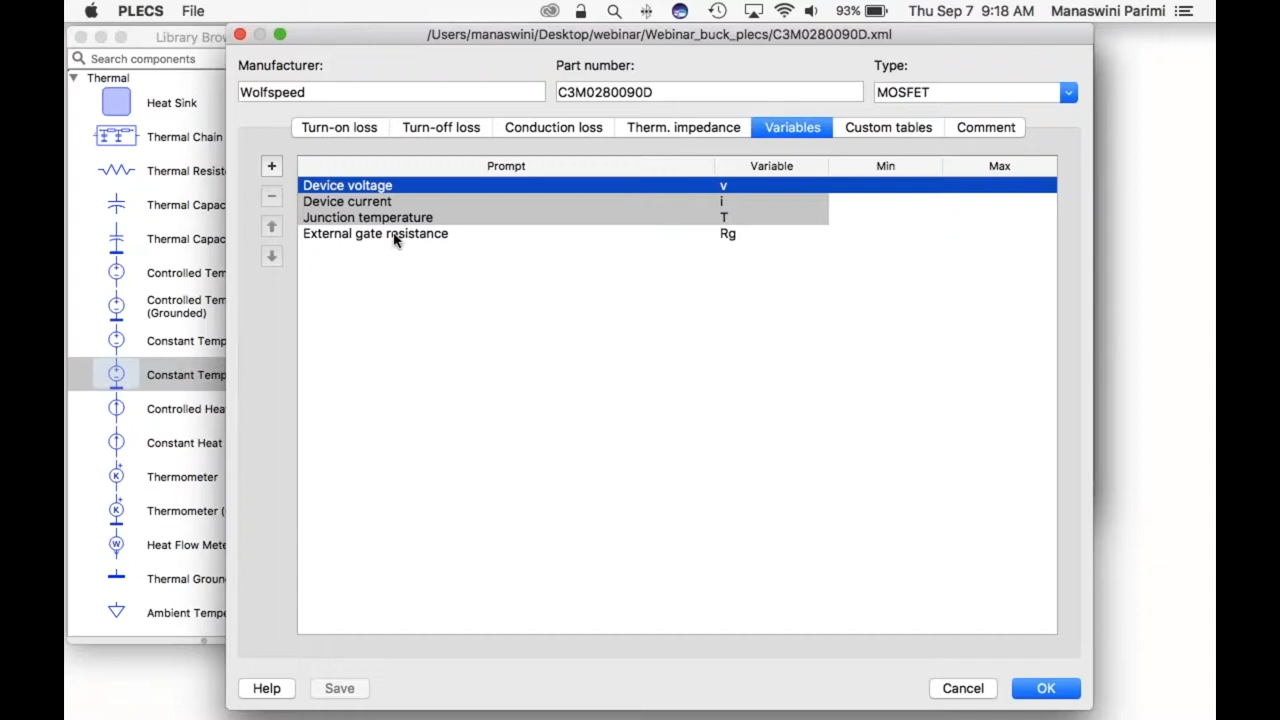 PLECS File 93% Thu Sep 7 9:18 AM Manaswini Parimi
Library Brow
/Users/manaswini/Desktop/webinar/Webinar_buck_plecs/C3M0280090D.xml
Search components
Thermal
Heat Sink
Thermal Chain
Thermal Resist
Thermal Capac
Thermal Capac
Controlled Tem
Controlled Tem
(Grounded)
Constant Temp
Constant Temp
Controlled Hea
Constant Heat
K
Thermometer
K
Thermometer (
W
Heat Flow Mete
Thermal Groun
Ambient Tempe
Manufacturer: Part number: Type:
Wolfspeed C3M0280090D MOSFET
Turn-on loss Turn-off loss Conduction loss Therm. impedance Variables Custom tables Comment
Prompt Variable Min Max
Device voltage v
Device current i
Junction temperature T
External gate resistance Rg
Help Save Cancel OK